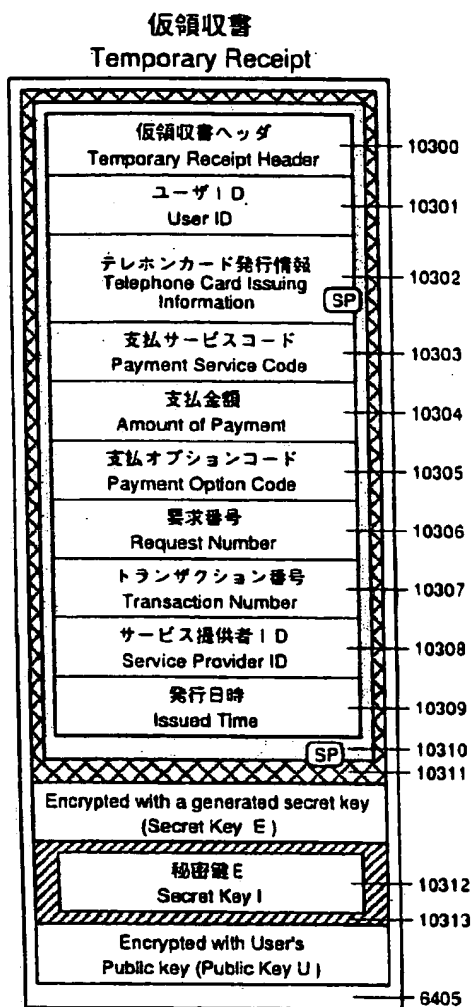 仮領収書
Temporary Receipt
仮領収書ヘッダ
Temporary Receipt Header
10300
ユーザID
User ID
10301
テレホンカード発行情報
Telephone Card Issuing
Information
SP
10302
支払サービスコード
Payment Service Code
10303
支払金額
Amount of Payment
10304
支払オプションコード
Payment Option Code
10305
要求番号
Request Number
10306
トランザクション番号
Transaction Number
10307
サービス提供者ID
Service Provider ID
10308
発行日時
Issued Time
10309
SP
10310
10311
Encrypted with a generated secret key
(Secret Key E)
秘密鍵E
Secret Key I
10312
10313
Encrypted with User's
Public key (Public Key U)
6405